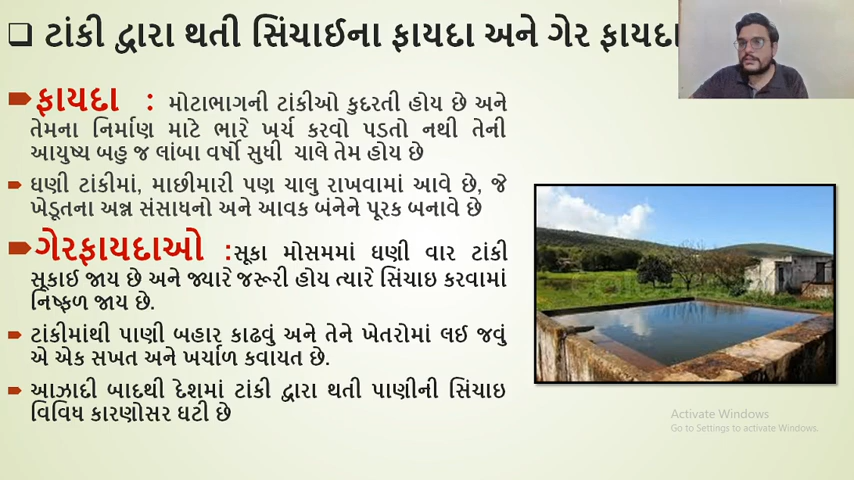 ટાંકી દ્વારા થતી સિંચાઈના ફાયદા અને ગેર ફાયદા
ફાયદા : મોટાભાગની ટાંકીઓ કુદરતી હોય છે અને
તેમના નિર્માણ માટે ભારે ખર્ચ કરવો પડતો નથી તેની
આયુષ્ય બહુ જ લાંબા વર્ષો સુધી ચાલે તેમ હોય છે
ઘણી ટાંકીમાં, માછીમારી પણ ચાલુ રાખવામાં આવે છે, જે
ખેડૂતના અન્ન સંસાધનો અને આવક બંનેને પૂરક બનાવે છે
ગેરફાયદાઓ :સૂકા મોસમમાં ઘણી વાર ટાંકી
સૂકાઈ જાય છે અને જ્યારે જરૂરી હોય ત્યારે સિંચાઇ કરવામાં
નિષ્ફળ જાય છે.
ટાંકીમાંથી પાણી બહાર કાઢવું અને તેને ખેતરોમાં લઈ જવું
એ એક સખત અને ખર્ચાળ કવાયત છે.
આઝાદી બાદથી દેશમાં ટાંકી દ્વારા થતી પાણીની સિંચાઇ
વિવિધ કારણોસર ઘટી છે
Activate Windows
Go to Settings to activate Windows.